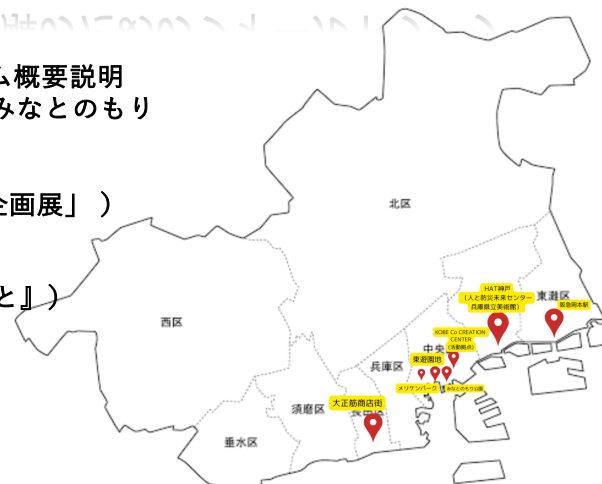 ム概要説明
みなとのもり
企画展」 ）
と』)
北区
西区
垂水区
須磨区
兵庫区
東灘区
HAT神戸
（人と防災未来センター
兵庫県立美術館）
阪急岡本駅
KOBE Co CREATION
CENTER
（活動拠点）
中央
東遊園地
メリケンパーク
みなとのもり公園
大正筋商店街